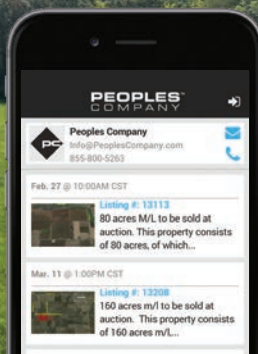 PEOPLES™
COMPANY
PC
Peoples Company
Info@PeoplesCompany.com
855-800-5263
Feb. 27 @ 10:00AM CST
Listing #: 13113
80 acres M/L to be sold at
auction. This property consists
of 80 acres, of which...
Mar. 11 @ 1:00PM CST
Listing #: 13208
160 acres m/l to be sold at
auction. This property consists
of 160 acres m/L...